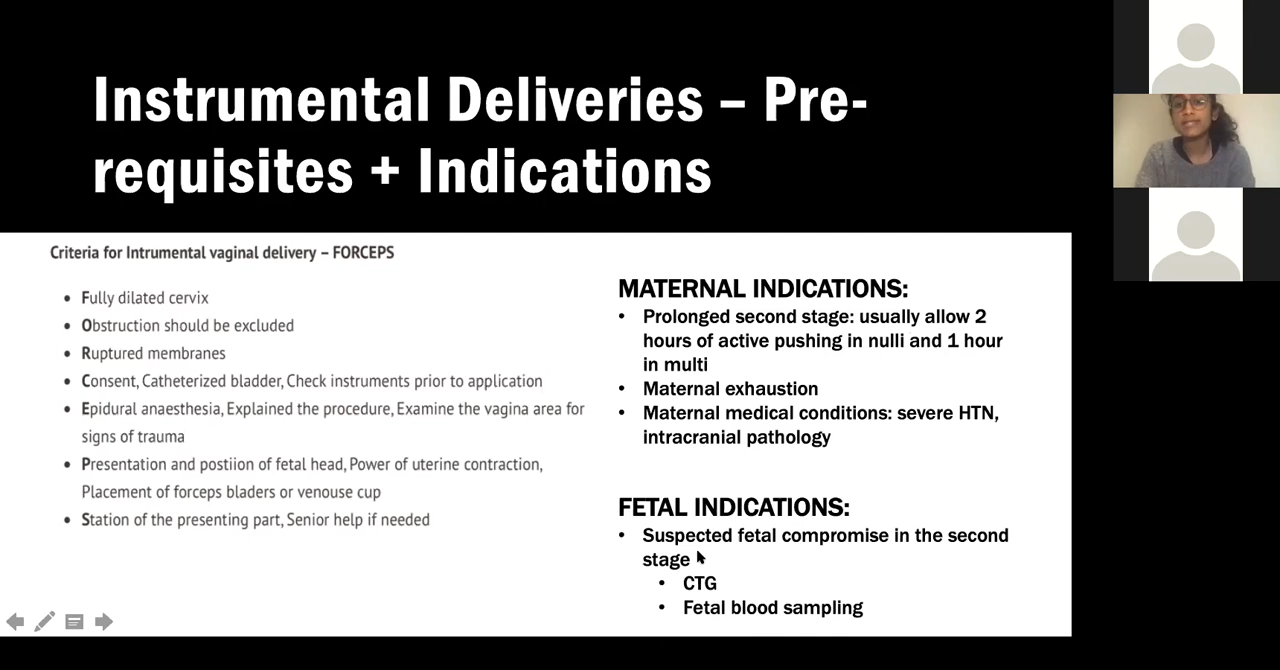 Instrumental Deliveries – Pre-
requisites + Indications
Criteria for Intrumental vaginal delivery – FORCEPS
• Fully dilated cervix
• Obstruction should be excluded
• Ruptured membranes
• Consent, Catheterized bladder, Check instruments prior to application
• Epidural anaesthesia, Explained the procedure, Examine the vagina area for
signs of trauma
• Presentation and postiion of fetal head, Power of uterine contraction,
Placement of forceps bladers or venouse cup
• Station of the presenting part, Senior help if needed
MATERNAL INDICATIONS:
• Prolonged second stage: usually allow 2
hours of active pushing in nulli and 1 hour
in multi
• Maternal exhaustion
• Maternal medical conditions: severe HTN,
intracranial pathology
FETAL INDICATIONS:
• Suspected fetal compromise in the second
stage
• CTG
• Fetal blood sampling